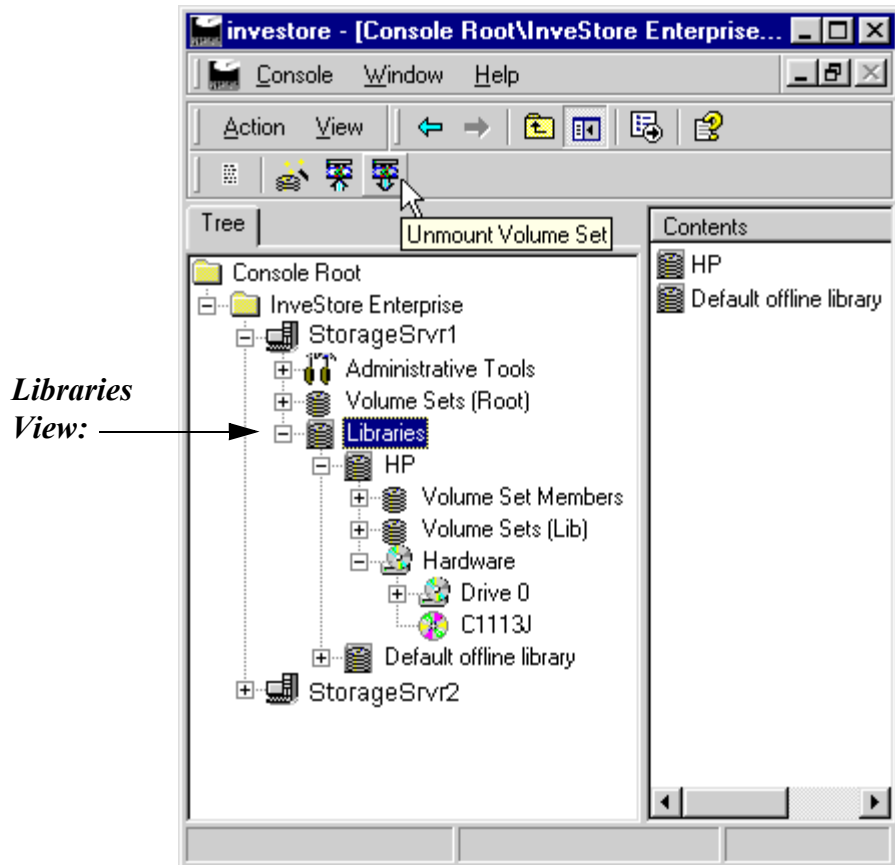 investore - [Console Root\InveStore Enterprise...
Console Window Help
Action View
Unmount Volume Set
Tree
Contents
Console Root
InveStore Enterprise
StorageSrvr1
Administrative Tools
Volume Sets (Root)
Libraries
HP
Volume Set Members
Volume Sets (Lib)
Hardware
Drive 0
C1113J
Default offline library
StorageSrvr2
HP
Default offline library
Libraries
View: